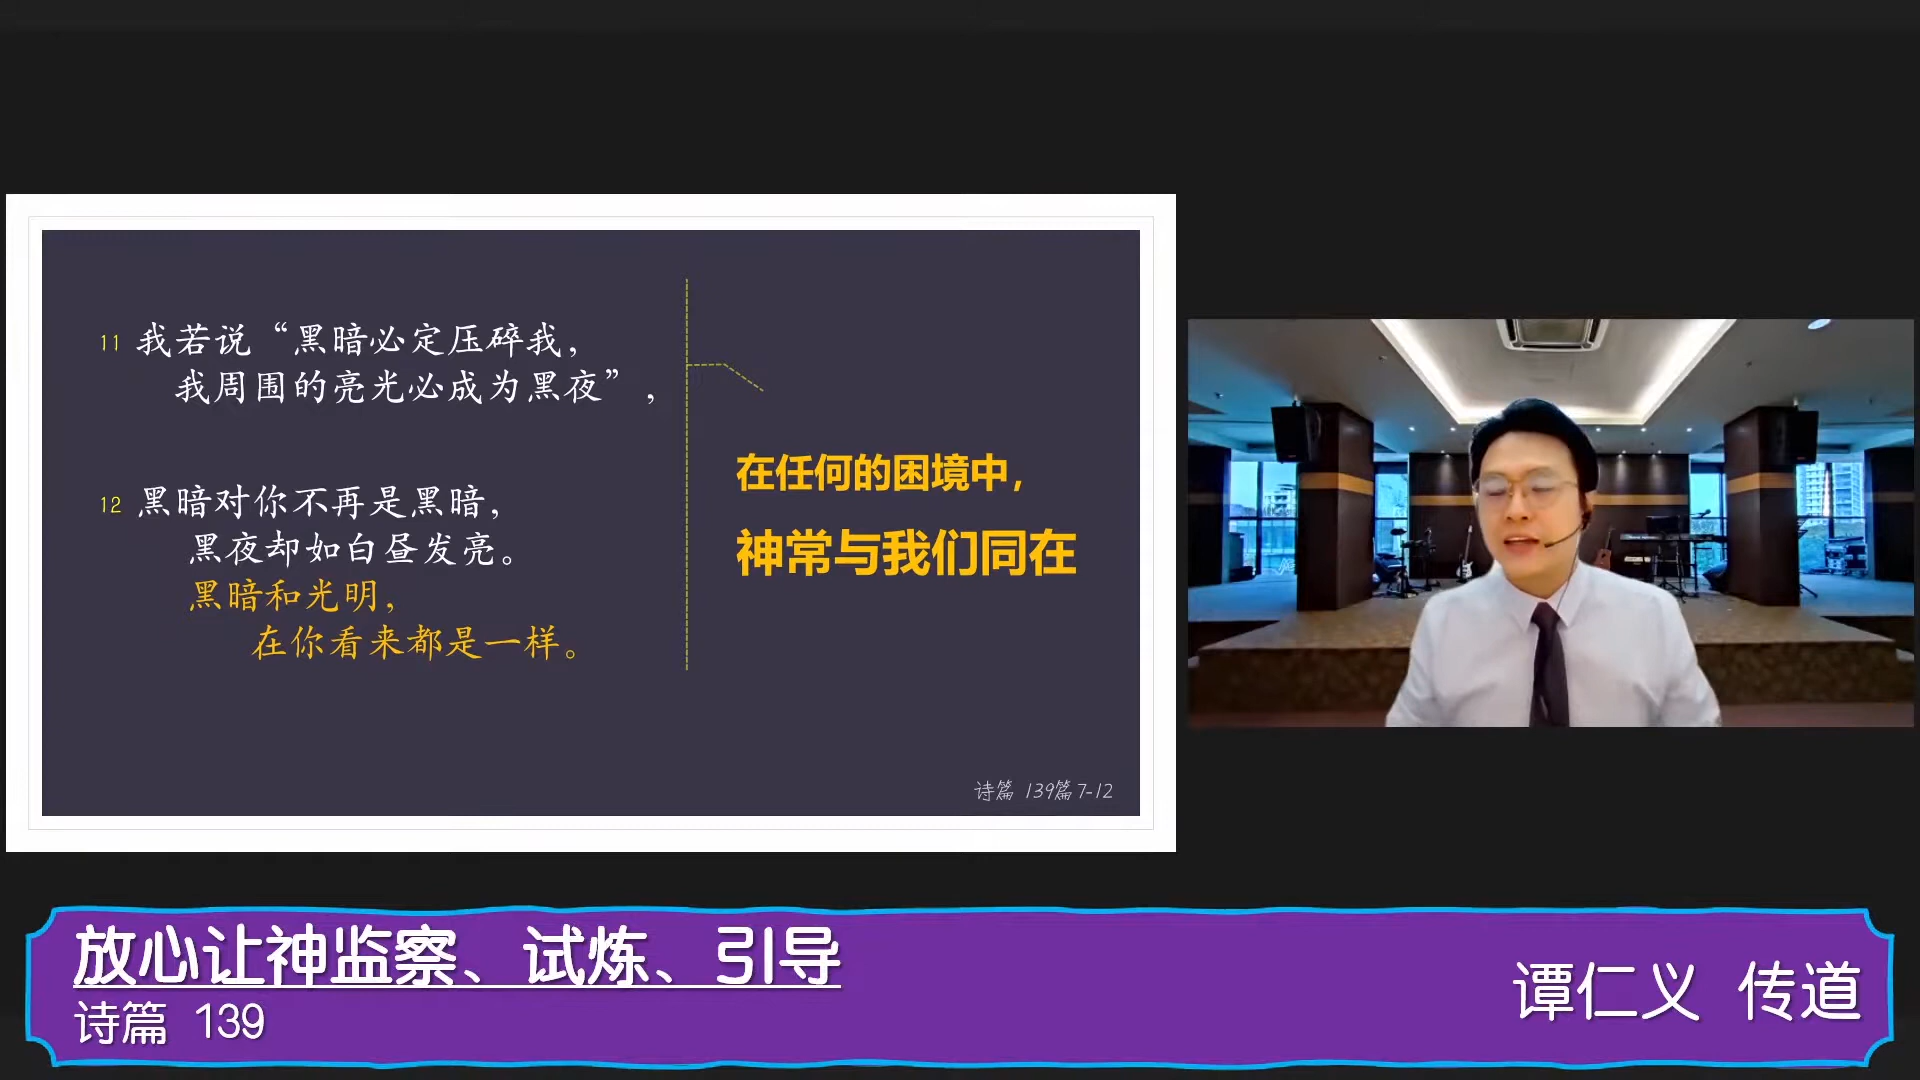 11 我若说“黑暗必定压碎我，
我周围的亮光必成为黑夜”，
12 黑暗对你不再是黑暗，
黑夜却如白昼发亮。
黑暗和光明，
在你看来都是一样。
在任何的困境中，
神常与我们同在
诗篇 139篇 7-12
放心让神监察、试炼、引导
诗篇 139
谭仁义 传道